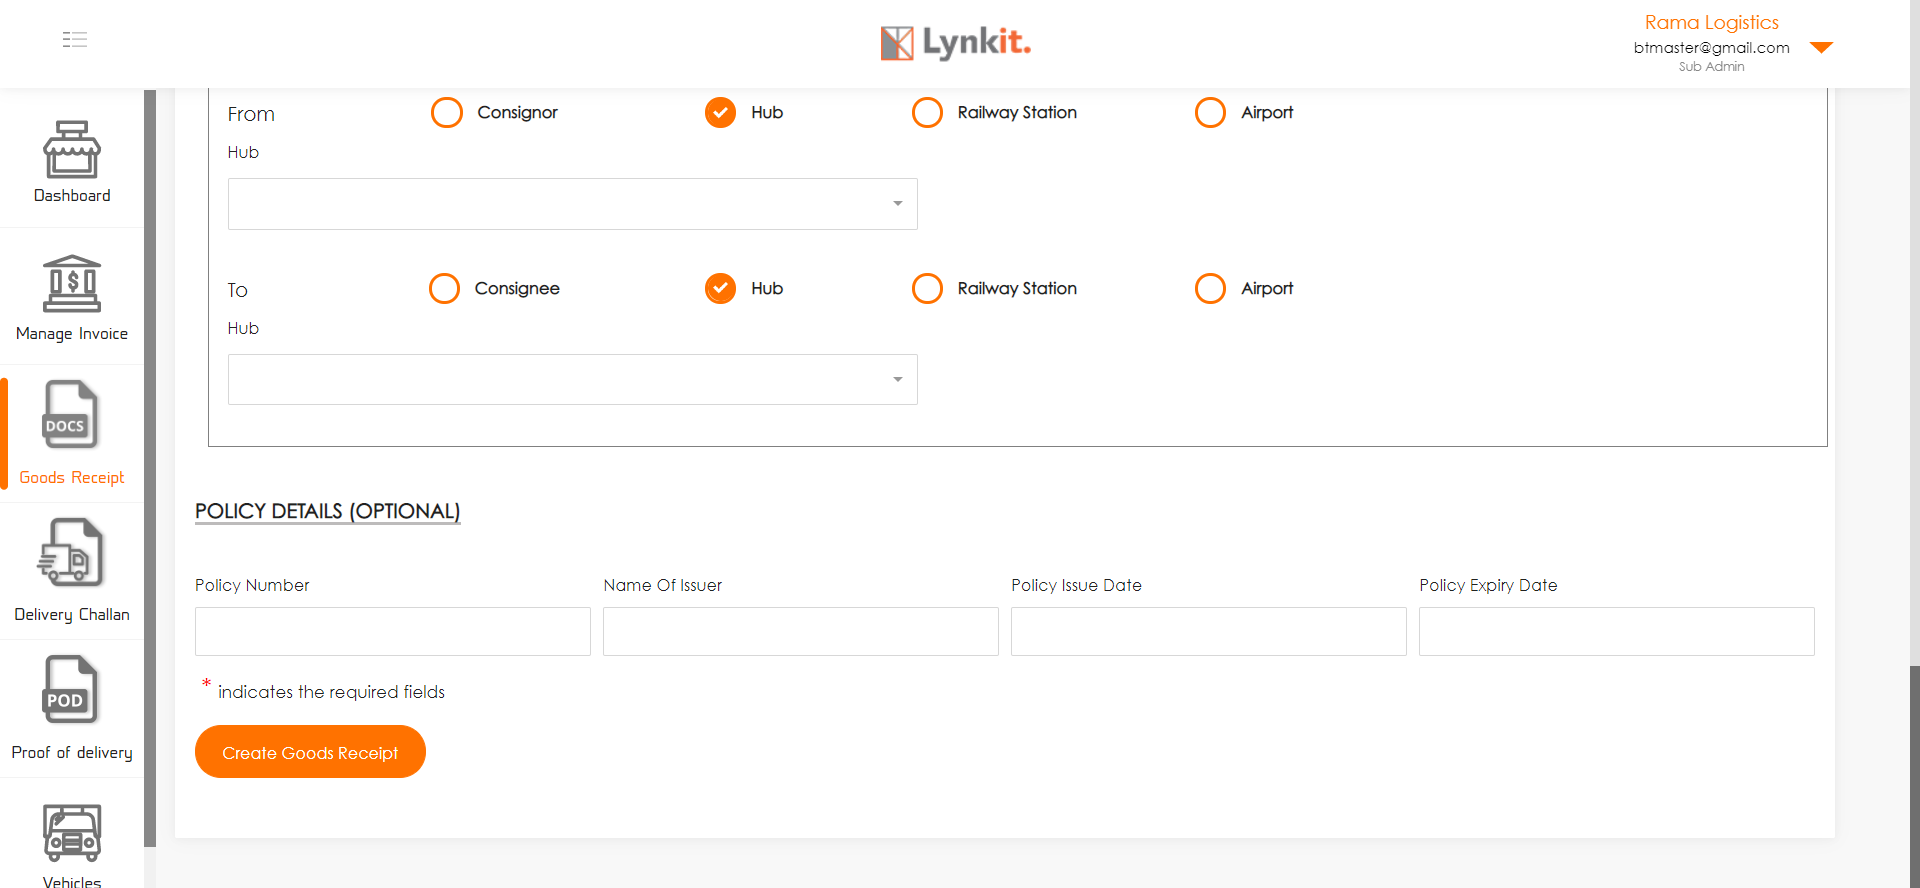 Lynkit.
Rama Logistics
btmaster@gmail.com
Sub Admin
Dashboard
Manage Invoice
DOCS
Goods Receipt
Delivery Challan
POD
Proof of delivery
Vehicles
From
Consignor
Hub
Railway Station
Airport
Hub
To
Consignee
Hub
Railway Station
Airport
Hub
POLICY DETAILS (OPTIONAL)
Policy Number
Name Of Issuer
Policy Issue Date
Policy Expiry Date
* indicates the required fields
Create Goods Receipt